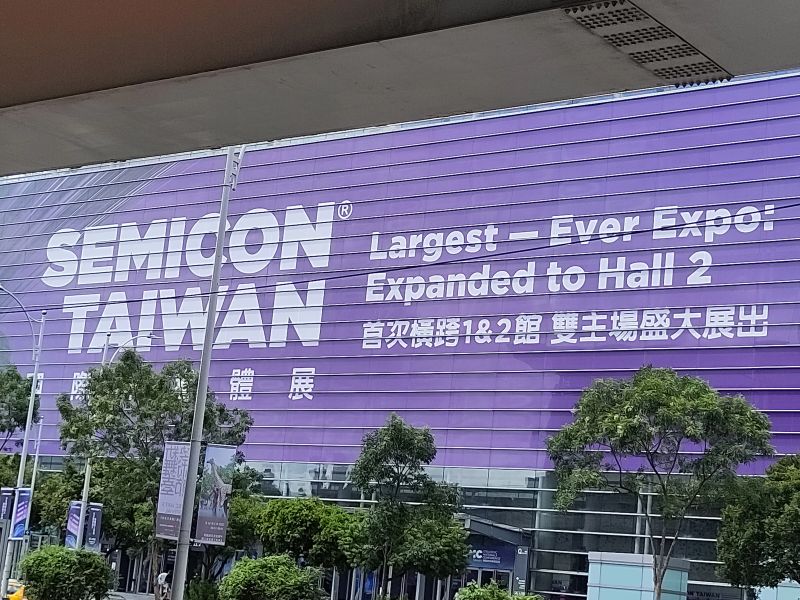 SEMICON®
TAIWAN
際 體展
Largest — Ever Expo:
Expanded to Hall 2
首次橫跨1&2館 雙主場盛大展出